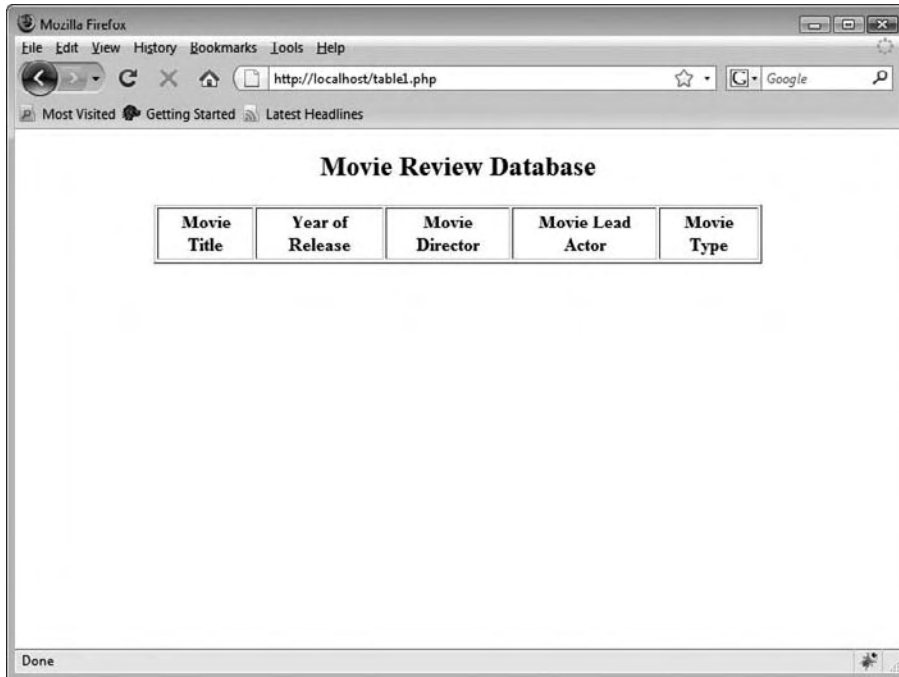 Mozilla Firefox
File Edit View History Bookmarks Tools Help
http://localhost/table1.php
G Google
Most Visited Getting Started Latest Headlines
Movie Review Database
Movie Title
Year of Release
Movie Director
Movie Lead Actor
Movie Type
Done